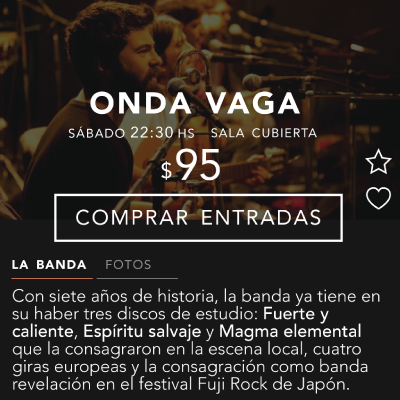 ONDA VAGA
SÁBADO 22:30 HS SALA CUBIERTA
$95
COMPRAR ENTRADAS
LA BANDA FOTOS
Con siete años de historia, la banda ya tiene en
su haber tres discos de estudio: Fuerte y
caliente, Espíritu salvaje y Magma elemental
que la consagraron en la escena local, cuatro
giras europeas y la consagración como banda
revelación en el festival Fuji Rock de Japón.